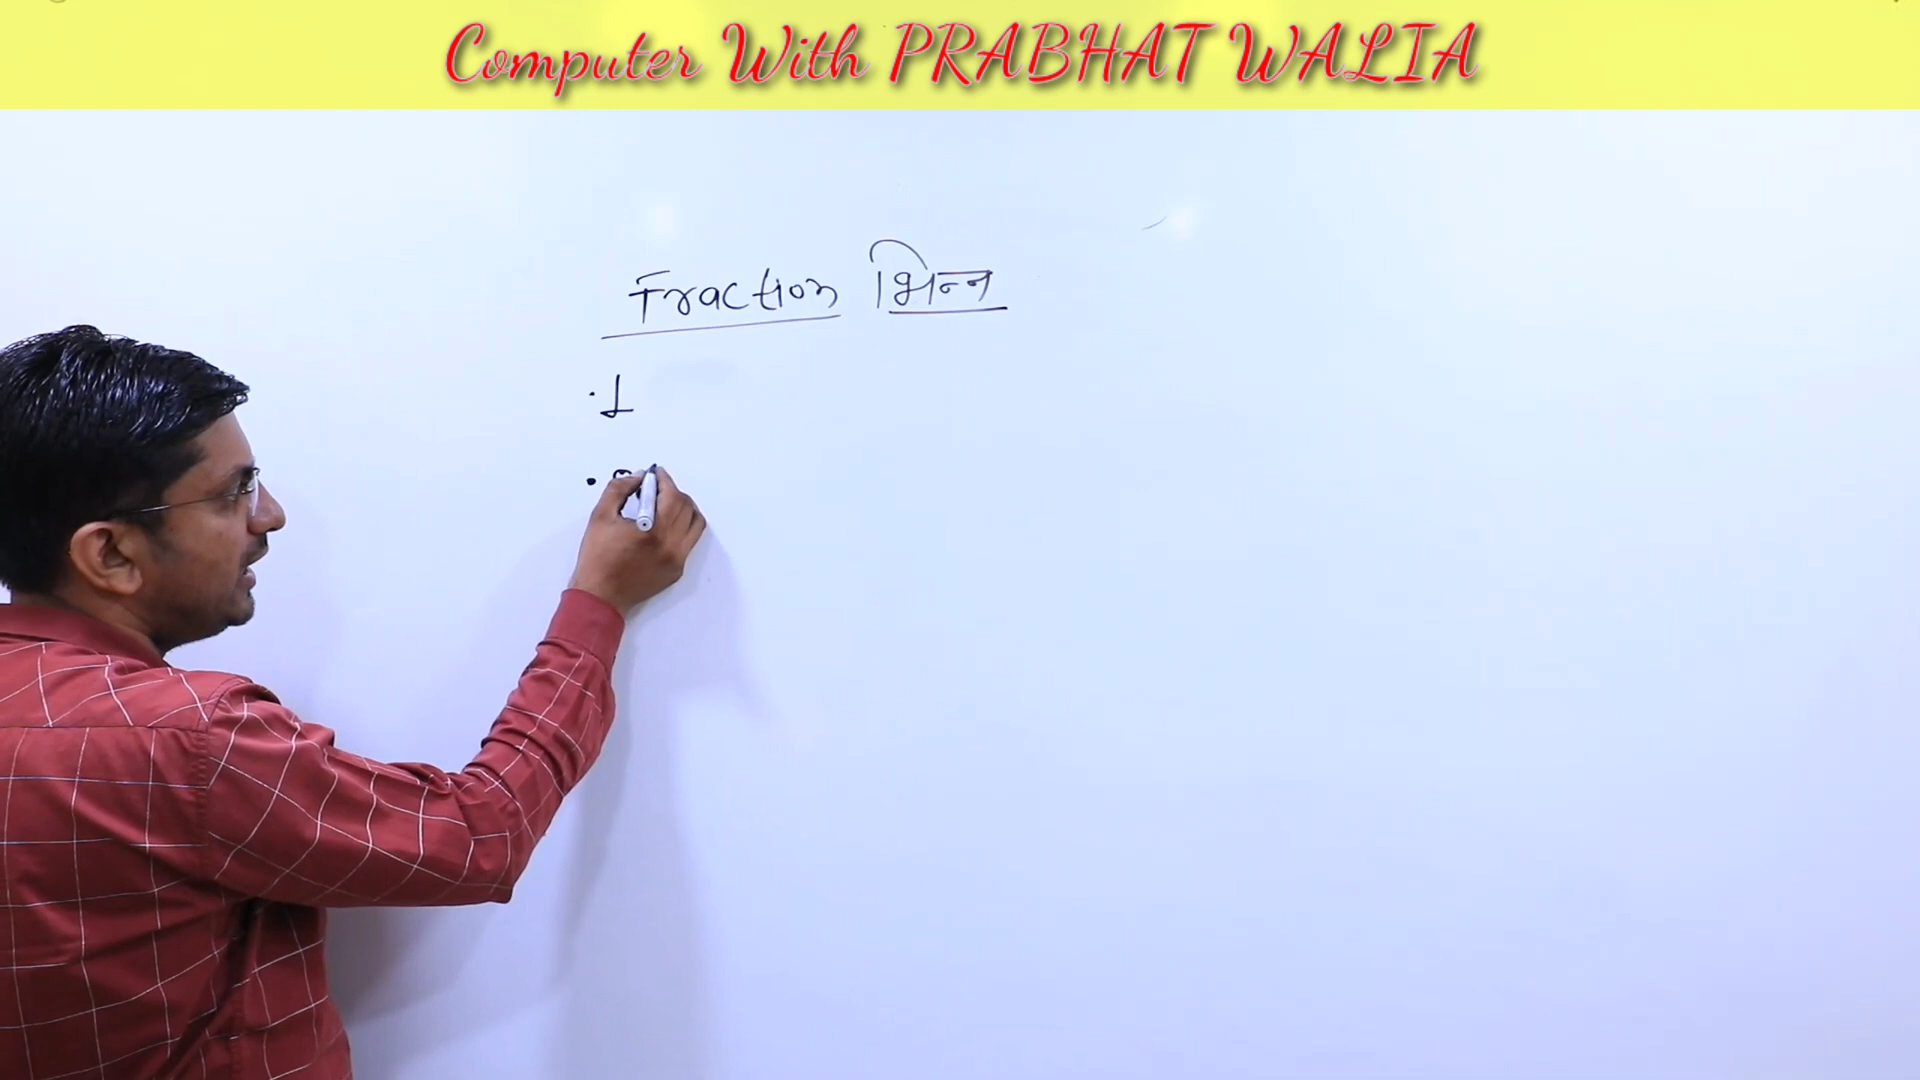 Computer With PRABHAT WALIA
Fraction भिन्न
· 1
·